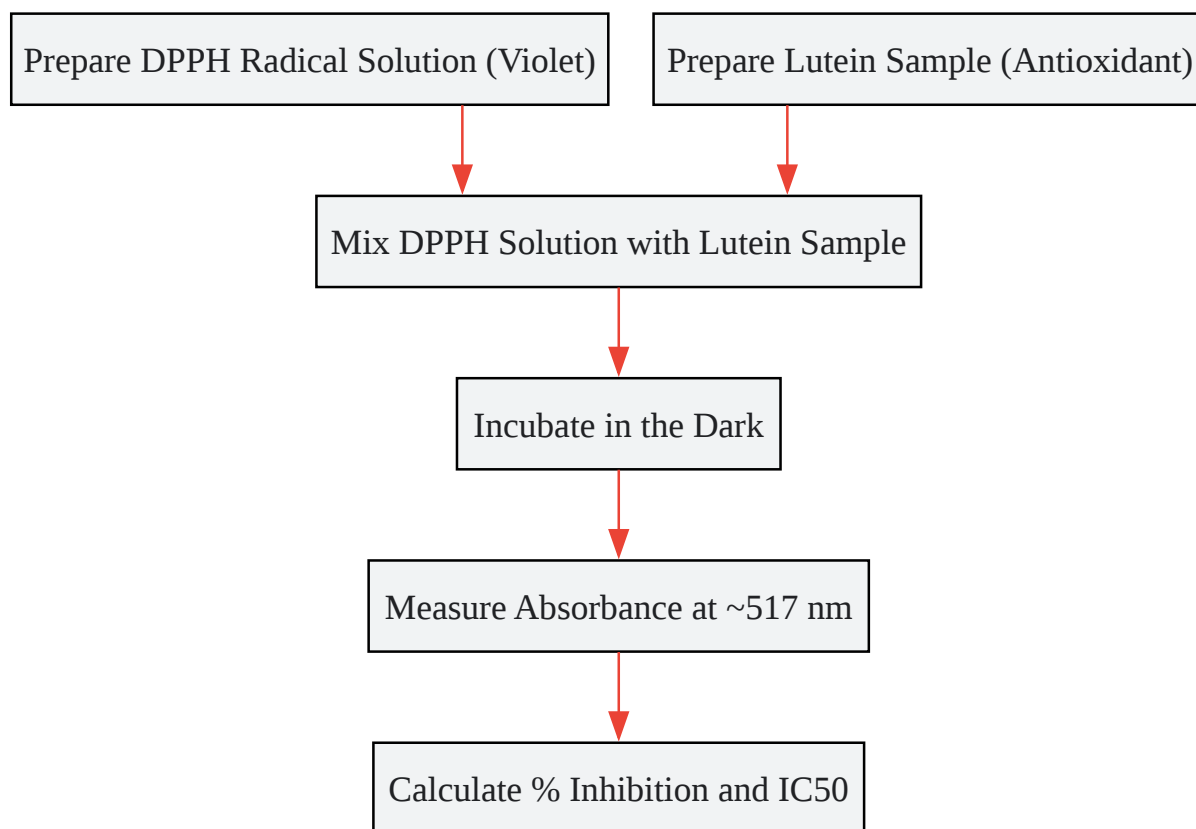 Prepare DPPH Radical Solution (Violet)
Prepare Lutein Sample (Antioxidant)
Mix DPPH Solution with Lutein Sample
Incubate in the Dark
Measure Absorbance at ~517 nm
Calculate % Inhibition and IC50